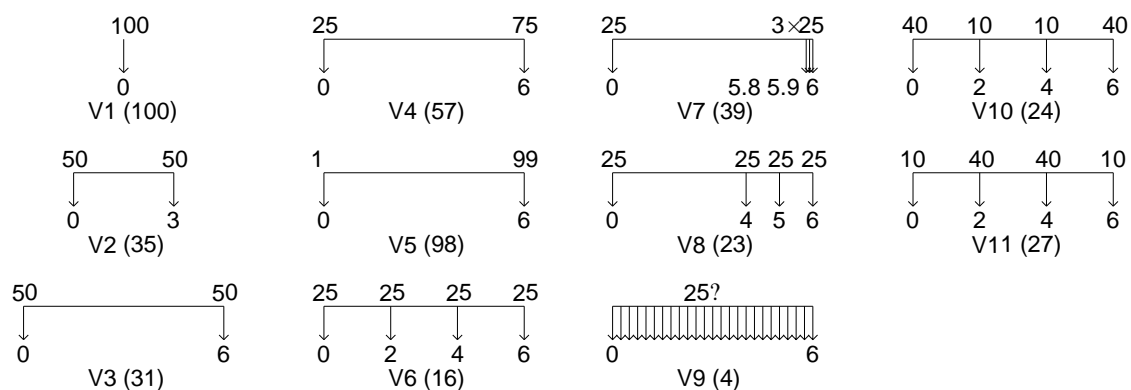 100
0
V1 (100)
25 75
0 6
V4 (57)
25 3×25
0 5.8 5.9 6
V7 (39)
40 10 10 40
0 2 4 6
V10 (24)
50 50
0 3
V2 (35)
1 99
0 6
V5 (98)
25 25 25 25
0 4 5 6
V8 (23)
10 40 40 10
0 2 4 6
V11 (27)
50 50
0 6
V3 (31)
25 25 25 25
0 2 4 6
V6 (16)
25?
0 6
V9 (4)